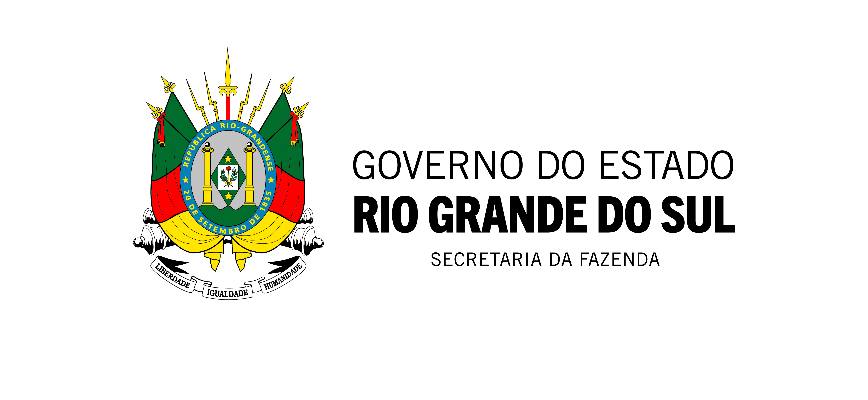 REPÚBLICA RIO-GRANDENSE
20 DE SETEMBRO DE 1835
LIBERDADE
IGUALDADE
HUMANIDADE
GOVERNO DO ESTADO
RIO GRANDE DO SUL
SECRETARIA DA FAZENDA